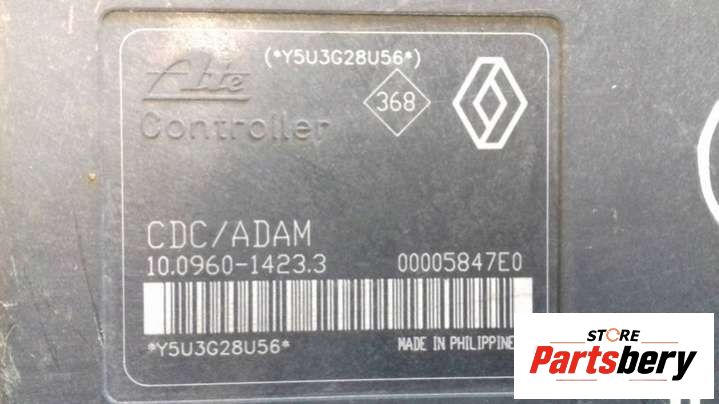 (*Y5U3G28U56*)
Ate
368
Controller
CDC/ADAM
10.0960-1423.3 00005847E0
*Y5U3G28U56* MADE IN PHILIPPINE
STORE
Partsbery